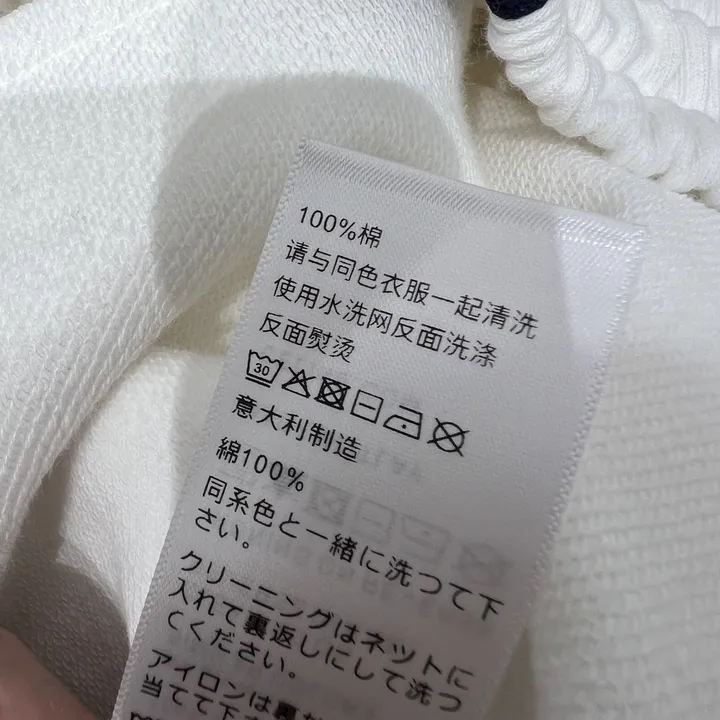 100%棉
请与同色衣服一起清洗
使用水洗网反面洗涤
反面熨烫
30
意大利制造
綿100%
同系色と一緒に洗つて下
さい。
クリーニングはネットに
入れて裏返しにして洗つ
てください。
アイロンは裏か
当てて下